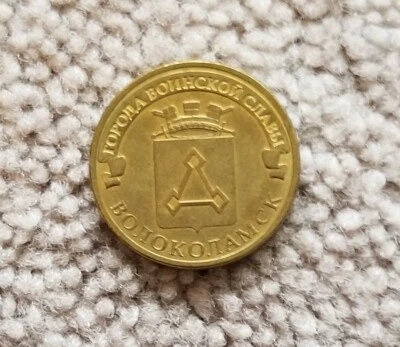 ГОРОДА ВОИНСКОЙ СЛАВЫ
ВОЛОКОЛАМСК